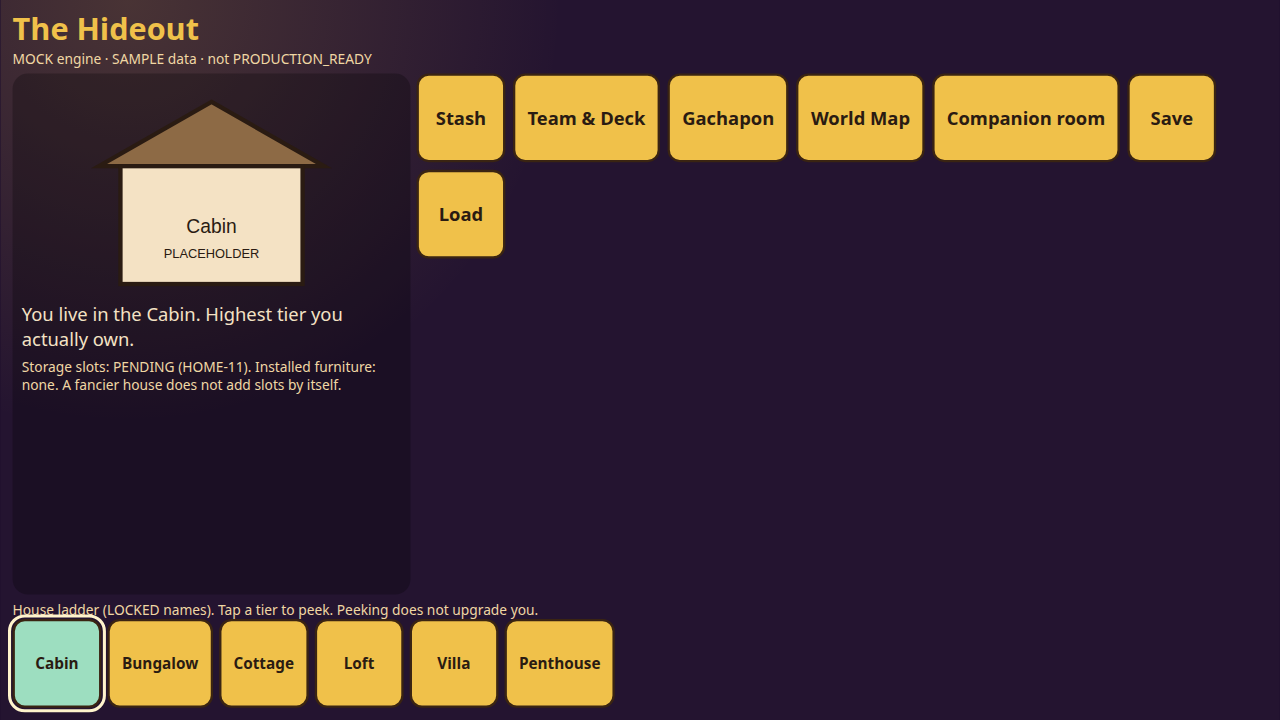 The Hideout
MOCK engine · SAMPLE data · not PRODUCTION_READY
Cabin
PLACEHOLDER
You live in the Cabin. Highest tier you
actually own.
Storage slots: PENDING (HOME-11). Installed furniture:
none. A fancier house does not add slots by itself.
Stash
Team & Deck
Gachapon
World Map
Companion room
Save
Load
House ladder (LOCKED names). Tap a tier to peek. Peeking does not upgrade you.
Cabin
Bungalow
Cottage
Loft
Villa
Penthouse